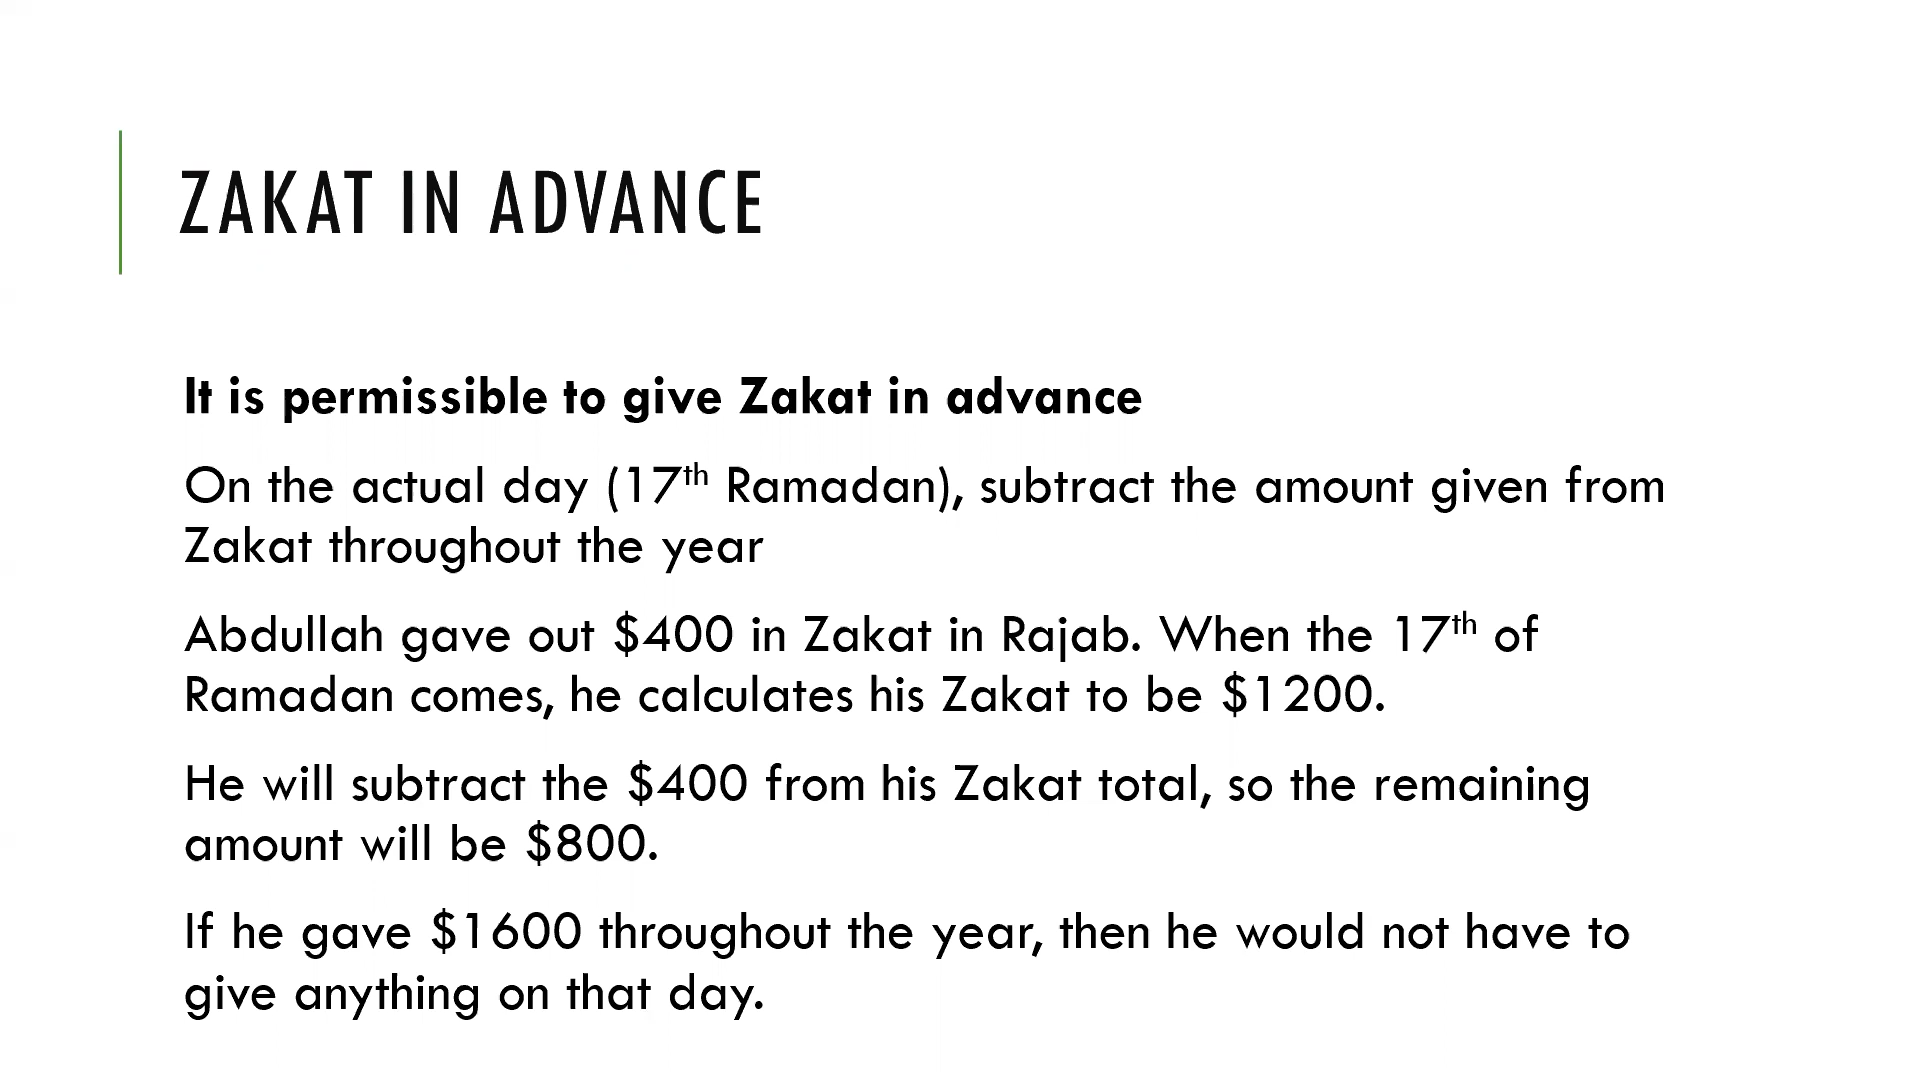 ZAKAT IN ADVANCE
It is permissible to give Zakat in advance
On the actual day (17th Ramadan), subtract the amount given from
Zakat throughout the year
Abdullah gave out $400 in Zakat in Rajab. When the 17th of
Ramadan comes, he calculates his Zakat to be $1200.
He will subtract the $400 from his Zakat total, so the remaining
amount will be $800.
If he gave $1600 throughout the year, then he would not have to
give anything on that day.